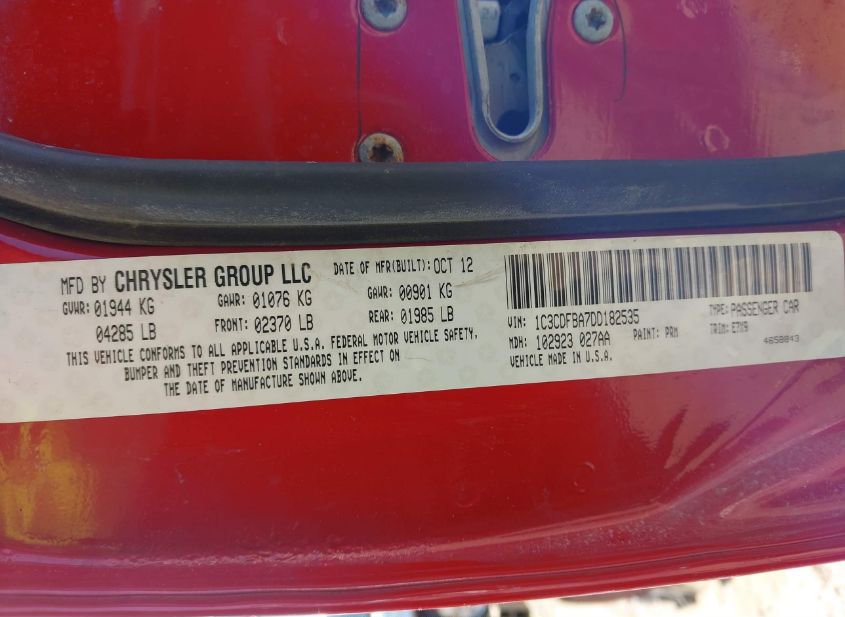 MFD BY CHRYSLER GROUP LLC DATE OF MFR(BUILT): OCT 12
GVWR: 01944 KG GAWR: 01076 KG GAWR: 00901 KG
04285 LB FRONT: 02370 LB REAR: 01985 LB
THIS VEHICLE CONFORMS TO ALL APPLICABLE U.S.A. FEDERAL MOTOR VEHICLE SAFETY,
BUMPER AND THEFT PREVENTION STANDARDS IN EFFECT ON
THE DATE OF MANUFACTURE SHOWN ABOVE.
VIN: 1C3CDFBA7DD182535 TYPE: PASSENGER CAR
MDH: 102923 027AA PAINT: PRM TRIM: E7X9
VEHICLE MADE IN U.S.A. 4658843